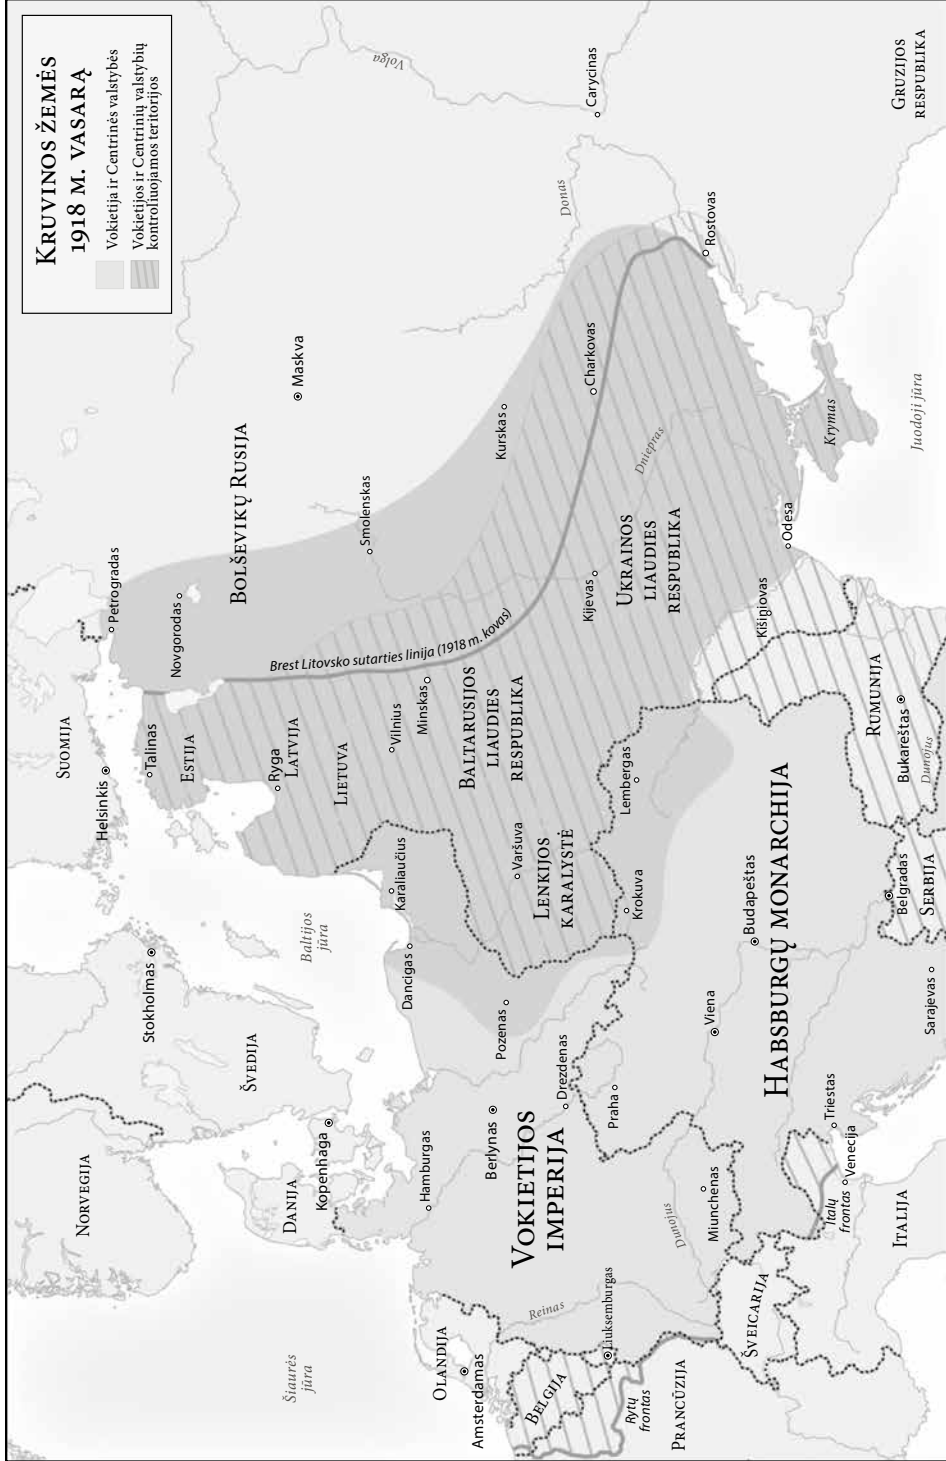 Kruvinos žemės
1918 m. vasarą
Vokietija ir Centrinės valstybės
Vokietijos ir Centrinių valstybių
kontroliuojamos teritorijos
Norvegija
Suomija
Stokholmas
Helsinkis
Petrogradas
Talinas
Estija
Novgorodas
Švedija
Bolševikų Rusija
Volga
Maskva
Šiaurės
jūra
Danija
Kopenhaga
Baltijos
jūra
Ryga
Latvija
Brest Litovsko sutarties linija (1918 m. kovas)
Lietuva
Smolenskas
Vilnius
Minskas
Karaliaučius
Dancigas
Hamburgas
Olandija
Amsterdamas
Berlynas
Pozenas
Varšuva
Baltarusijos
liaudies
respublika
Kurskas
Donas
Carycinas
Vokietijos
imperija
Drezdenas
Lenkijos
karalystė
Belgija
Reinas
Liuksemburgas
Praha
Krokuva
Lembergas
Kijevas
Charkovas
Ukrainos
liaudies
respublika
Dniepras
Rytų
frontas
Prancūzija
Dunojus
Miunchenas
Viena
Budapeštas
Rostovas
Šveicarija
Habsburgų monarchija
Kišiniovas
Odesa
Krymas
Italų
frontas
Venecija
Triestas
Italija
Sarajevas
Belgradas
Serbija
Rumunija
Bukareštas
Dunojus
Juodoji jūra
Gruzijos
respublika